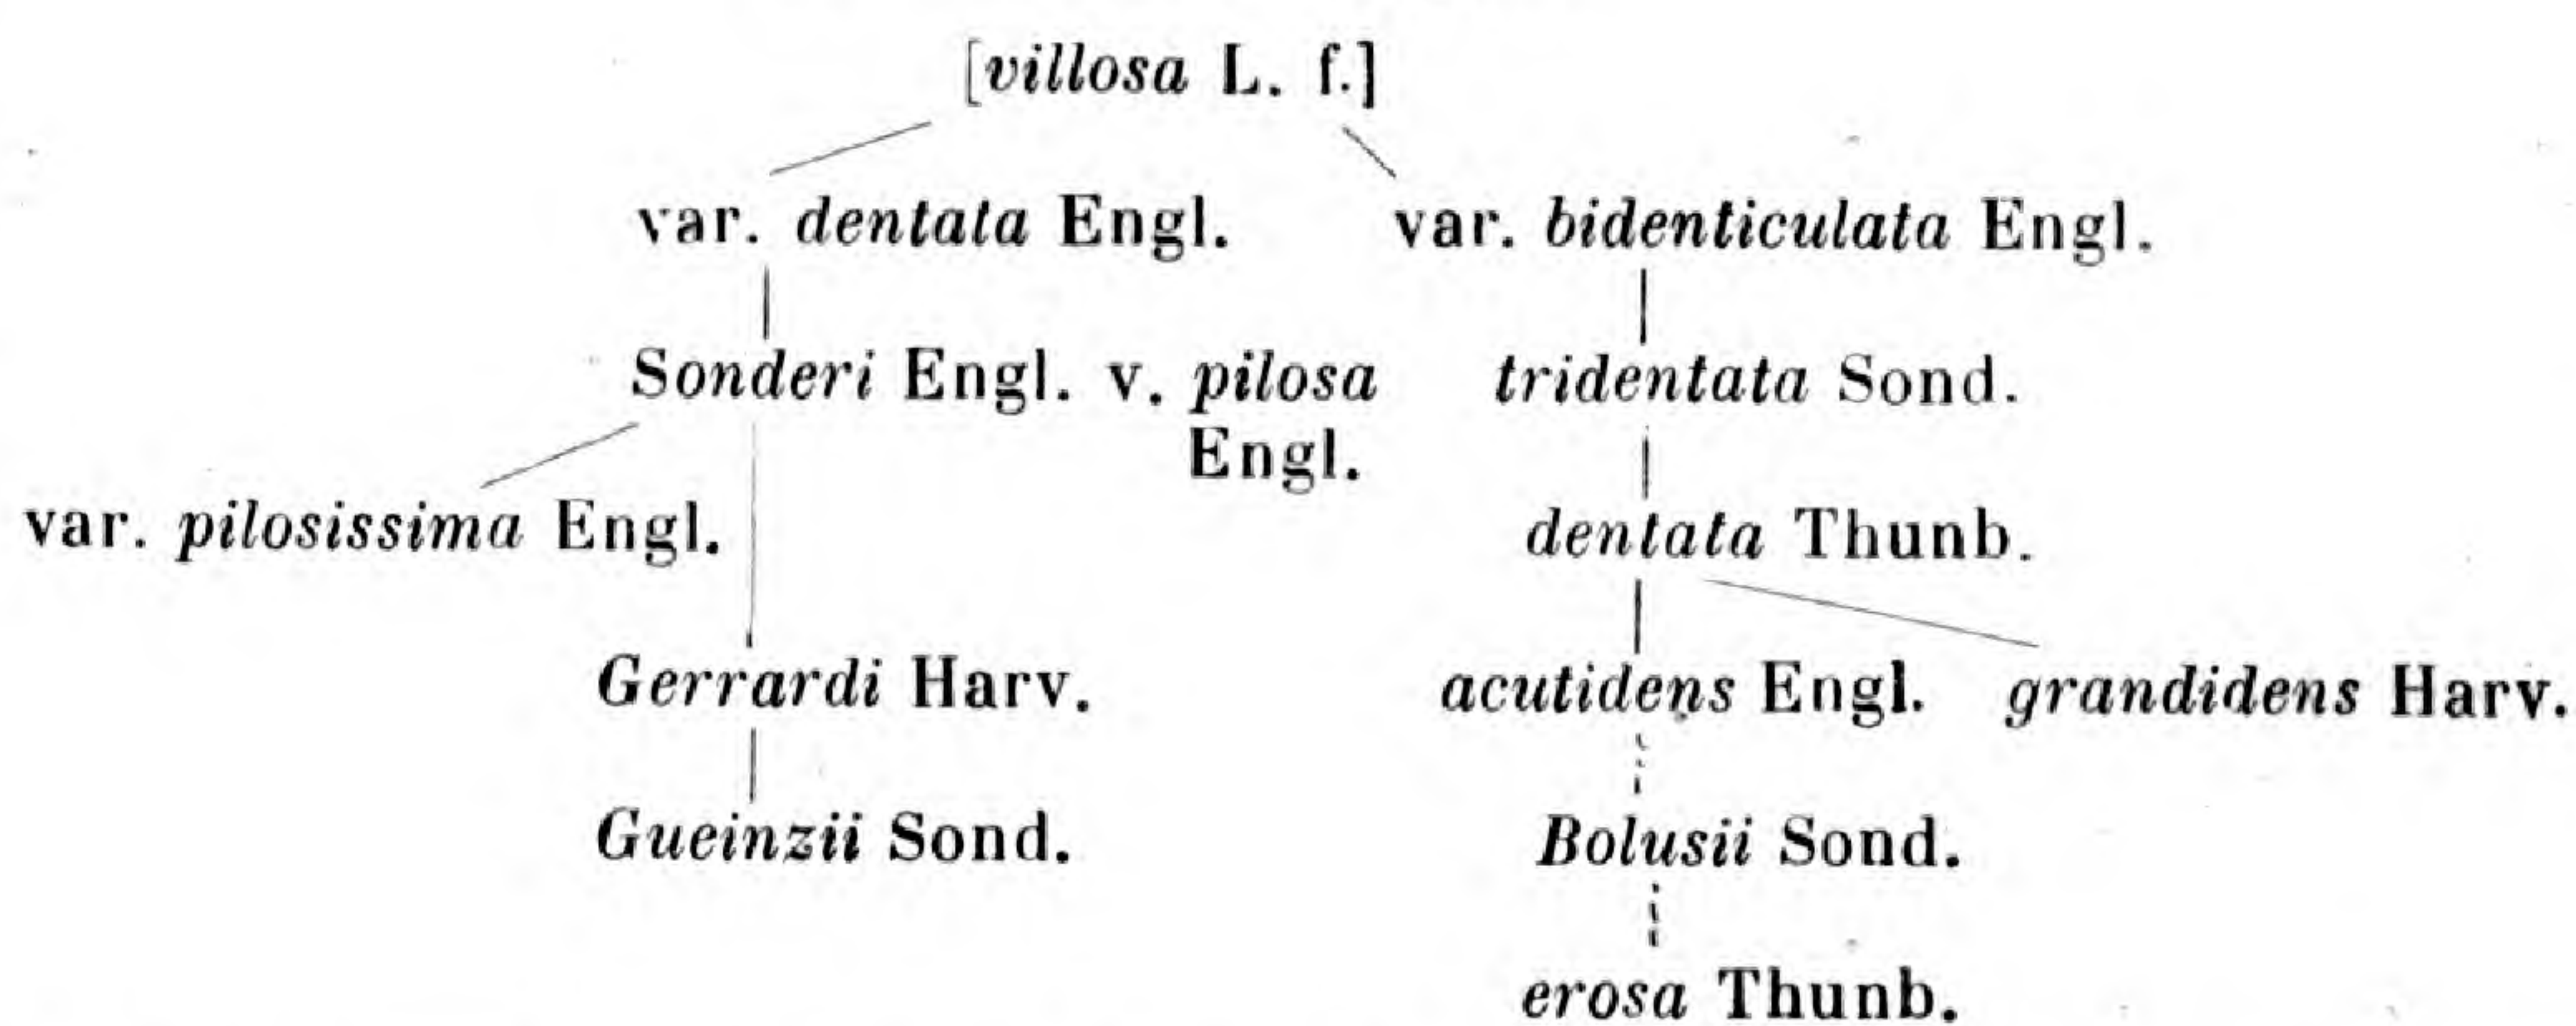 [villosa L. f.]
var. dentata Engl. var. bidenticulata Engl.
Sonderi Engl. v. pilosa tridentata Sond.
Engl.
var. pilosissima Engl. dentata Thunb.
Gerrardi Harv. acutidens Engl. grandidens Harv.
Gueinzii Sond. Bolusii Sond.
erosa Thunb.